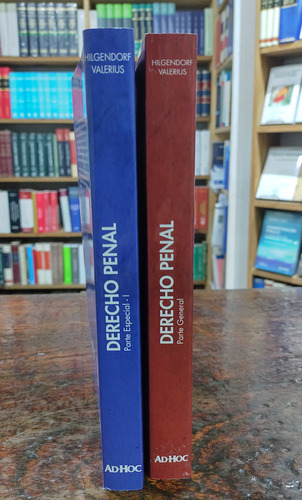 HILGENDORF
VALERIUS
DERECHO PENAL
Parte Especial - I
AD-HOC
HILGENDORF
VALERIUS
DERECHO PENAL
Parte General
AD-HOC